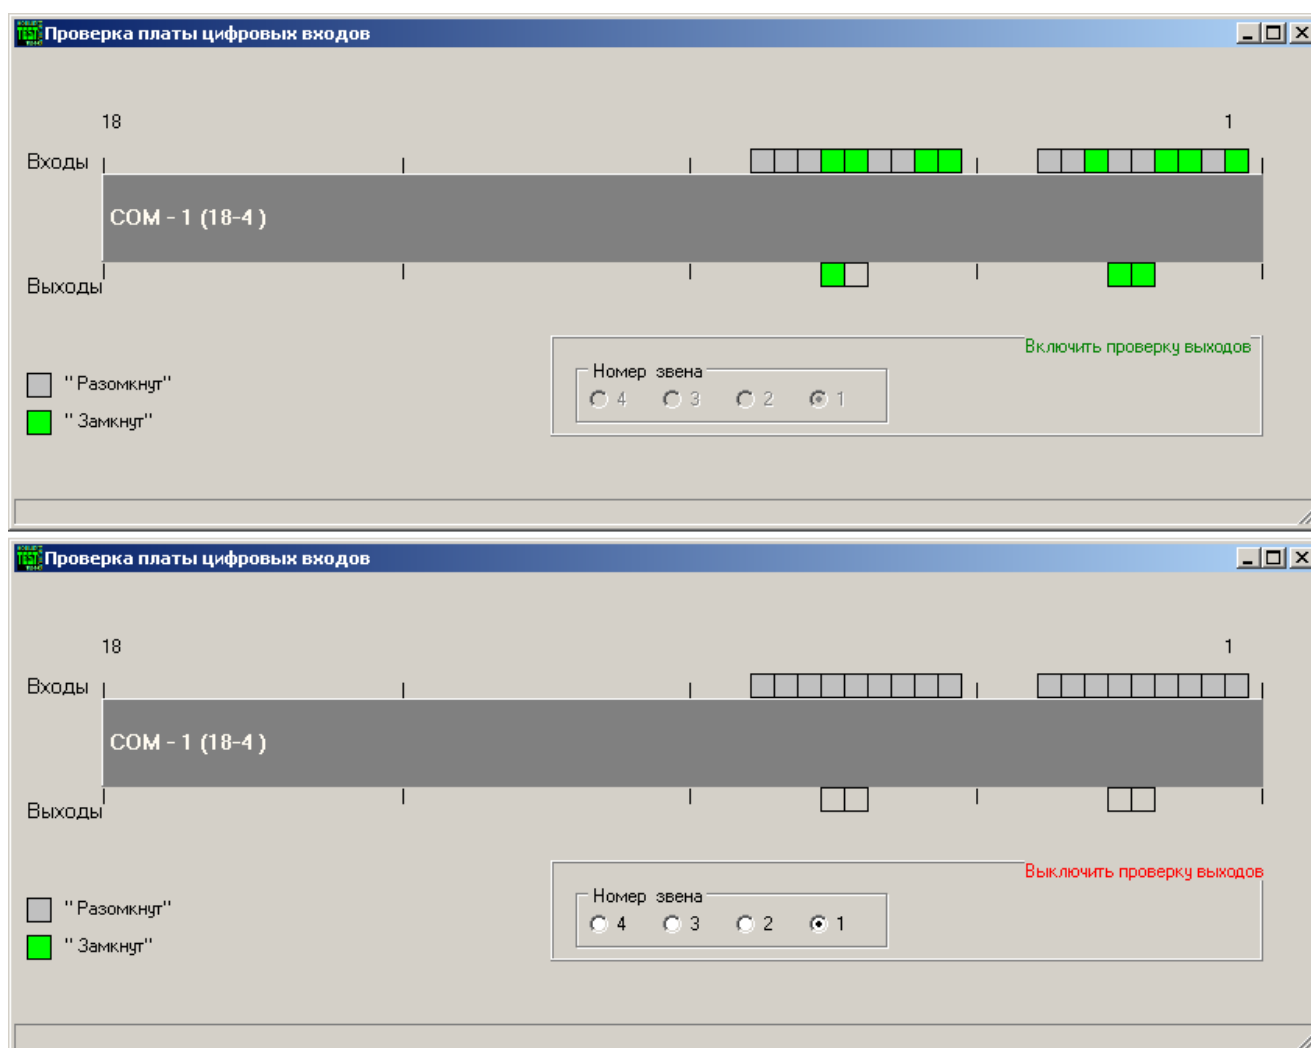 TEST
Проверка платы цифровых входов
18 1
Входы
COM - 1 (18-4 )
Выходы
Включить проверку выходов
Номер звена
4 3 2 1
"Разомкнут"
"Замкнут"
TEST
Проверка платы цифровых входов
18 1
Входы
COM - 1 (18-4 )
Выходы
Выключить проверку выходов
Номер звена
4 3 2 1
"Разомкнут"
"Замкнут"